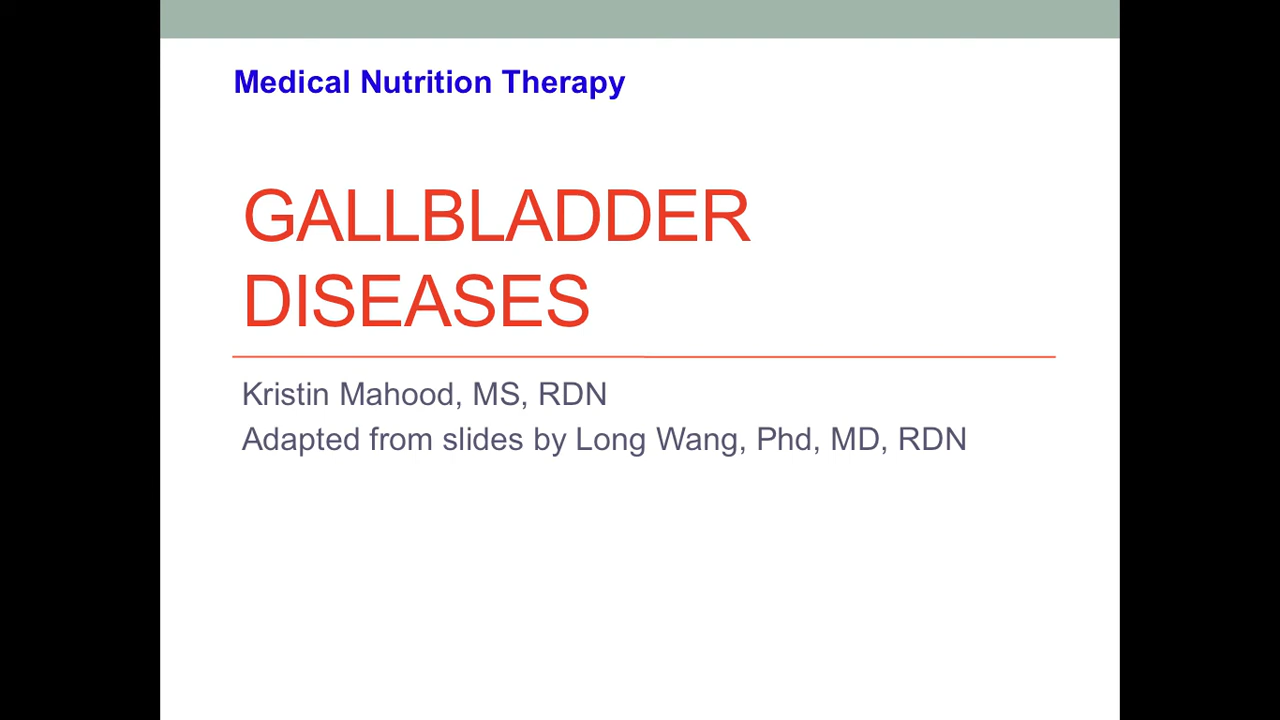 Medical Nutrition Therapy
GALLBLADDER
DISEASES
Kristin Mahood, MS, RDN
Adapted from slides by Long Wang, Phd, MD, RDN